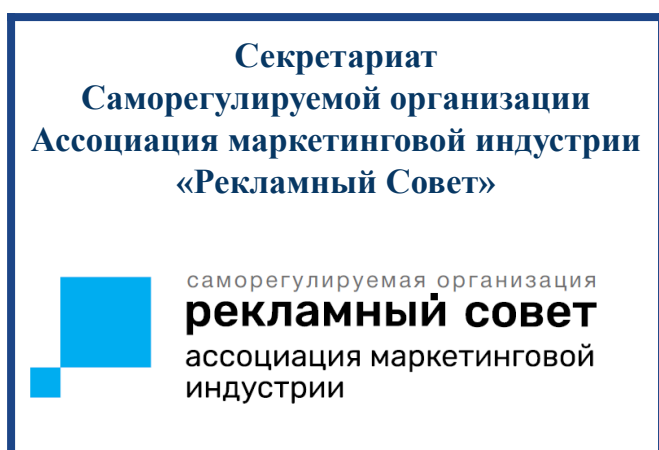 Секретариат
Саморегулируемой организации
Ассоциация маркетинговой индустрии
«Рекламный Совет»
саморегулируемая организация
рекламный совет
ассоциация маркетинговой
индустрии